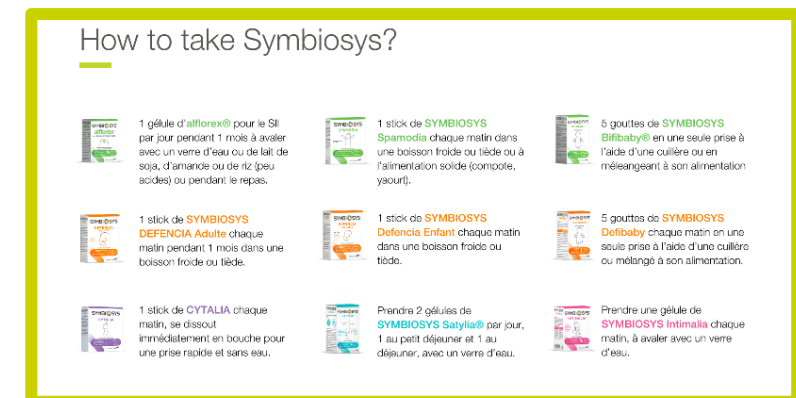 How to take Symbiosys?
1 gélule d'alflorex® pour le SII
par jour pendant 1 mois à avaler
avec un verre d'eau ou de lait de
soja, d'amande ou de riz (peu
acides) ou pendant le repas.
1 stick de SYMBIOSYS
Spamodia chaque matin dans
une boisson froide ou tiède ou à
l'alimentation solide (compote,
yaourt).
5 gouttes de SYMBIOSYS
Bifibaby® en une seule prise à
l'aide d'une cuillère ou en
méleangeant à son alimentation
1 stick de SYMBIOSYS
DEFENCIA Adulte chaque
matin pendant 1 mois dans une
boisson froide ou tiède.
1 stick de SYMBIOSYS
Defencia Enfant chaque matin
dans une boisson froide ou
tiède.
5 gouttes de SYMBIOSYS
Defibaby chaque matin en une
seule prise à l'aide d'une cuillère
ou mélangé à son alimentation.
1 stick de CYTALIA chaque
matin, se dissout
immédiatement en bouche pour
une prise rapide et sans eau.
Prendre 2 gélules de
SYMBIOSYS Satylia® par jour,
1 au petit déjeuner et 1 au
déjeuner, avec un verre d'eau.
Prendre une gélule de
SYMBIOSYS Intimalia chaque
matin, à avaler avec un verre
d'eau.
SYMBIOSYS
alflorex
SYMBIOSYS
SYMBIOSYS
SYMBIOSYS
SYMBIOSYS
CYTALIA
SYMBIOSYS